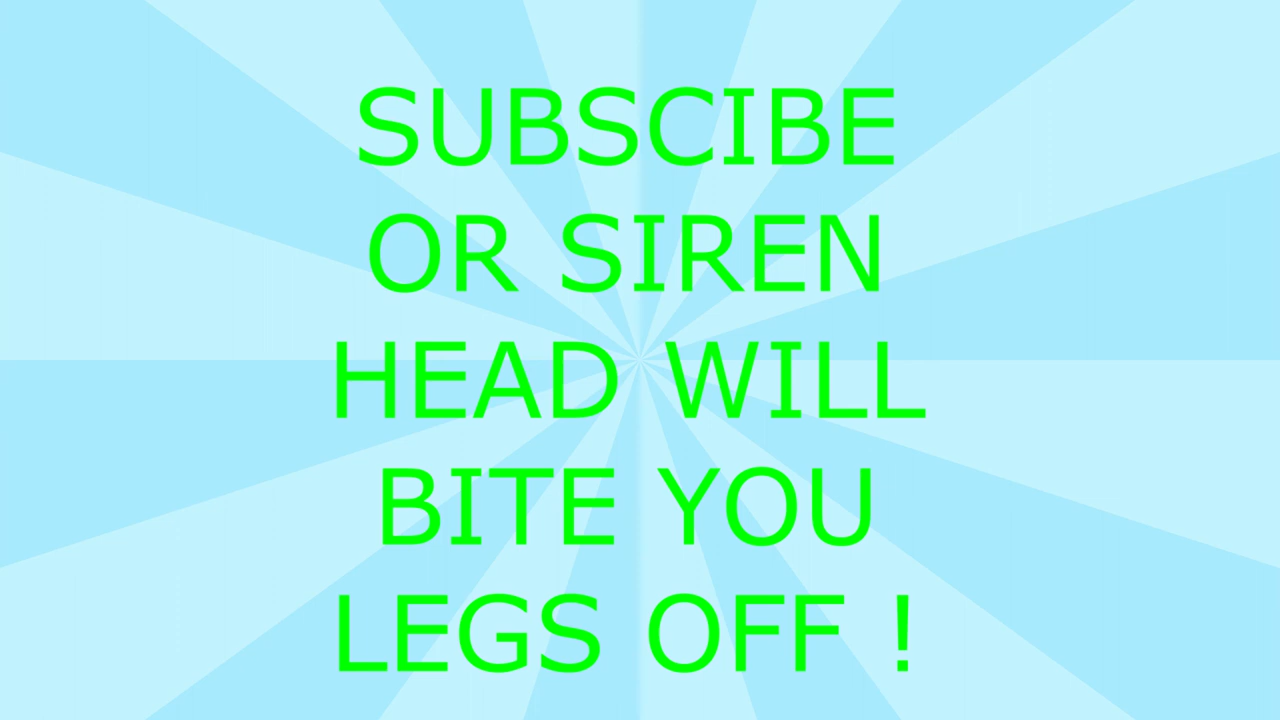 SUBSCIBE
OR SIREN
HEAD WILL
BITE YOU
LEGS OFF !